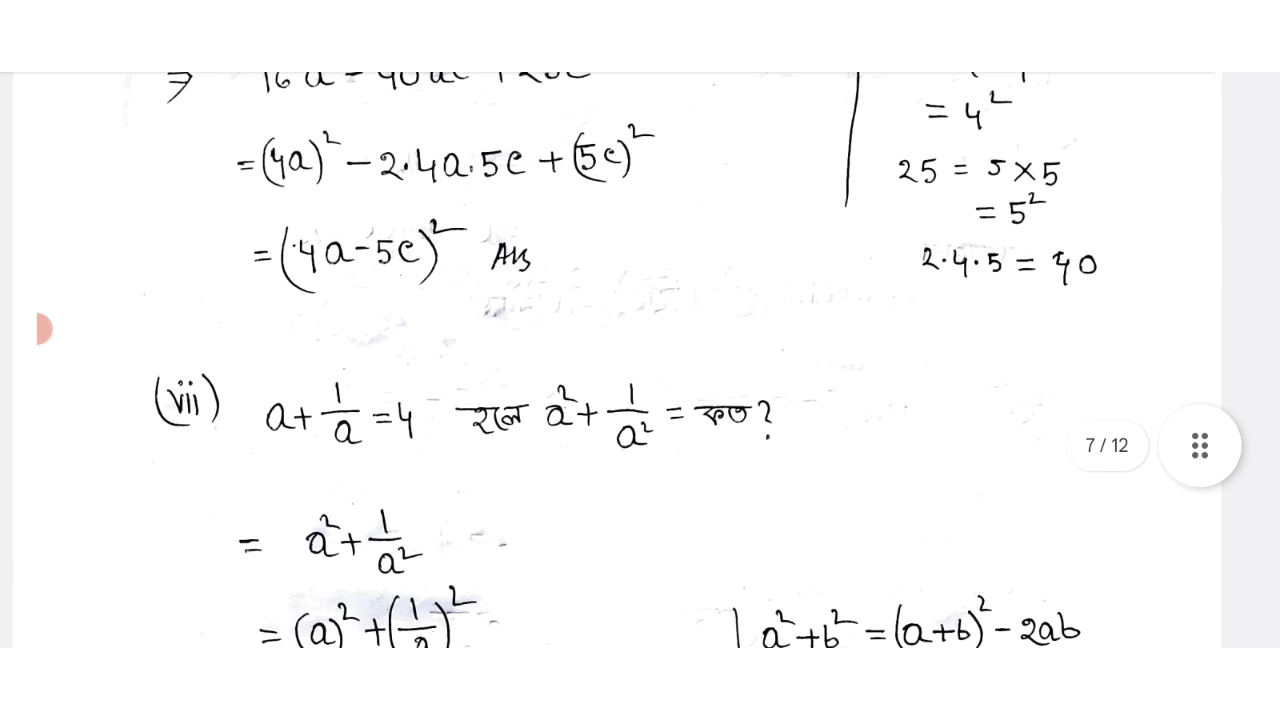 = 4²
= (4a)² - 2.4a.5c + (5c)²
25 = 5 × 5
= 5²
= (4a-5c)² Ans
2.4.5 = 40
(vii) a + 1/a = 4 হলে a² + 1/a² = কত?
7 / 12
= a² + 1/a²
= (a)² + (1/a)²
a² + b² = (a+b)² - 2ab